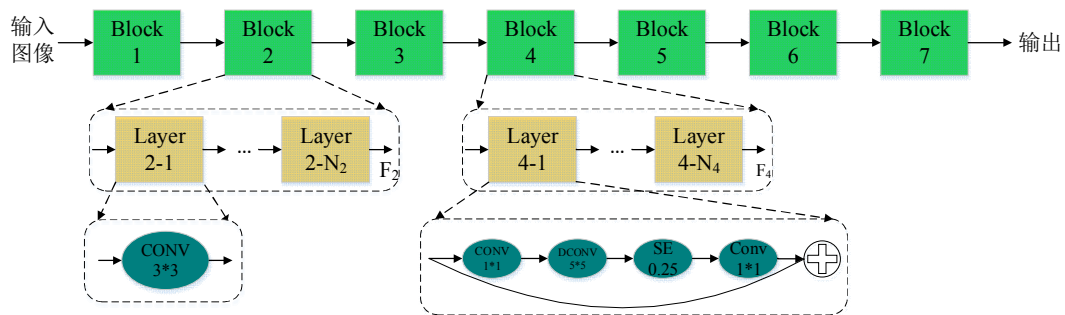 输入
图像
Block
1
Block
2
Block
3
Block
4
Block
5
Block
6
Block
7
输出
Layer
2-1
...
Layer
2-N₂
F₂
Layer
4-1
...
Layer
4-N₄
F₄
CONV
3*3
CONV
1*1
DCONV
5*5
SE
0.25
Conv
1*1